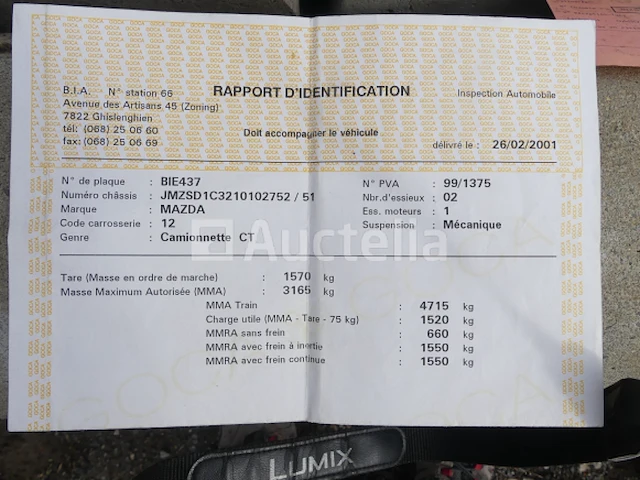 B.I.A. N° station 66
Avenue des Artisans 45 (Zoning)
7822 Ghislenghien
tél: (068) 25 06 60
fax: (068) 25 06 69
RAPPORT D'IDENTIFICATION
Doit accompagner le véhicule
Inspection Automobile
délivré le : 26/02/2001
N° de plaque : BIE437
Numéro châssis : JMZSD1C3210102752 / 51
Marque : MAZDA
Code carrosserie : 12
Genre : Camionnette CT
N° PVA : 99/1375
Nbr.d'essieux : 02
Ess. moteurs : 1
Suspension : Mécanique
Auctelia
Tare (Masse en ordre de marche) : 1570 kg
Masse Maximum Autorisée (MMA) : 3165 kg
MMA Train : 4715 kg
Charge utile (MMA - Tare - 75 kg) : 1520 kg
MMRA sans frein : 660 kg
MMRA avec frein à inertie : 1550 kg
MMRA avec frein continue : 1550 kg
GOCA
LUMIX